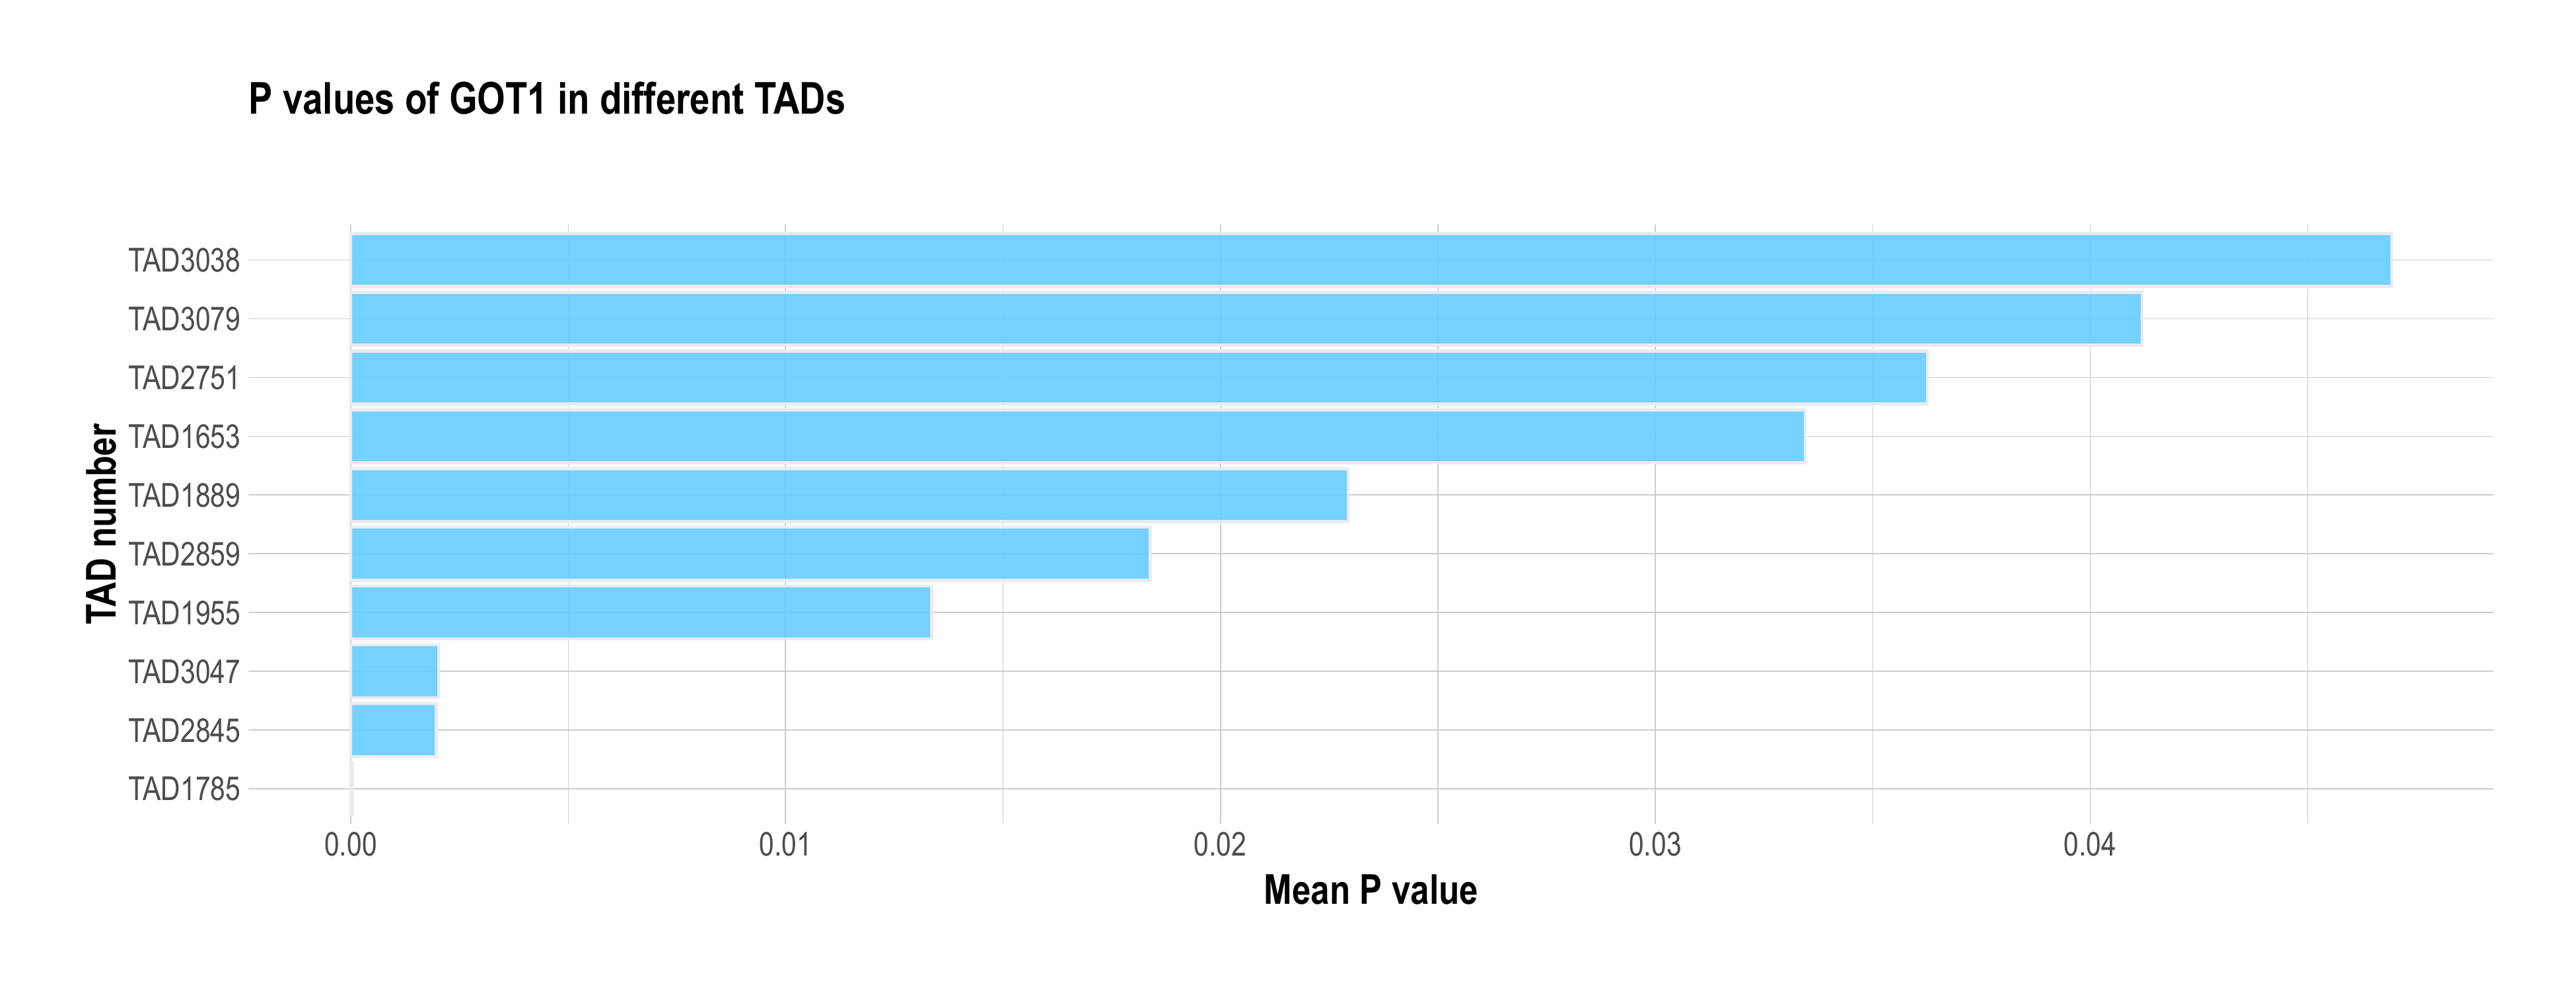 P values of GOT1 in different TADs
TAD number
TAD3038
TAD3079
TAD2751
TAD1653
TAD1889
TAD2859
TAD1955
TAD3047
TAD2845
TAD1785
0.00 0.01 0.02 0.03 0.04
Mean P value